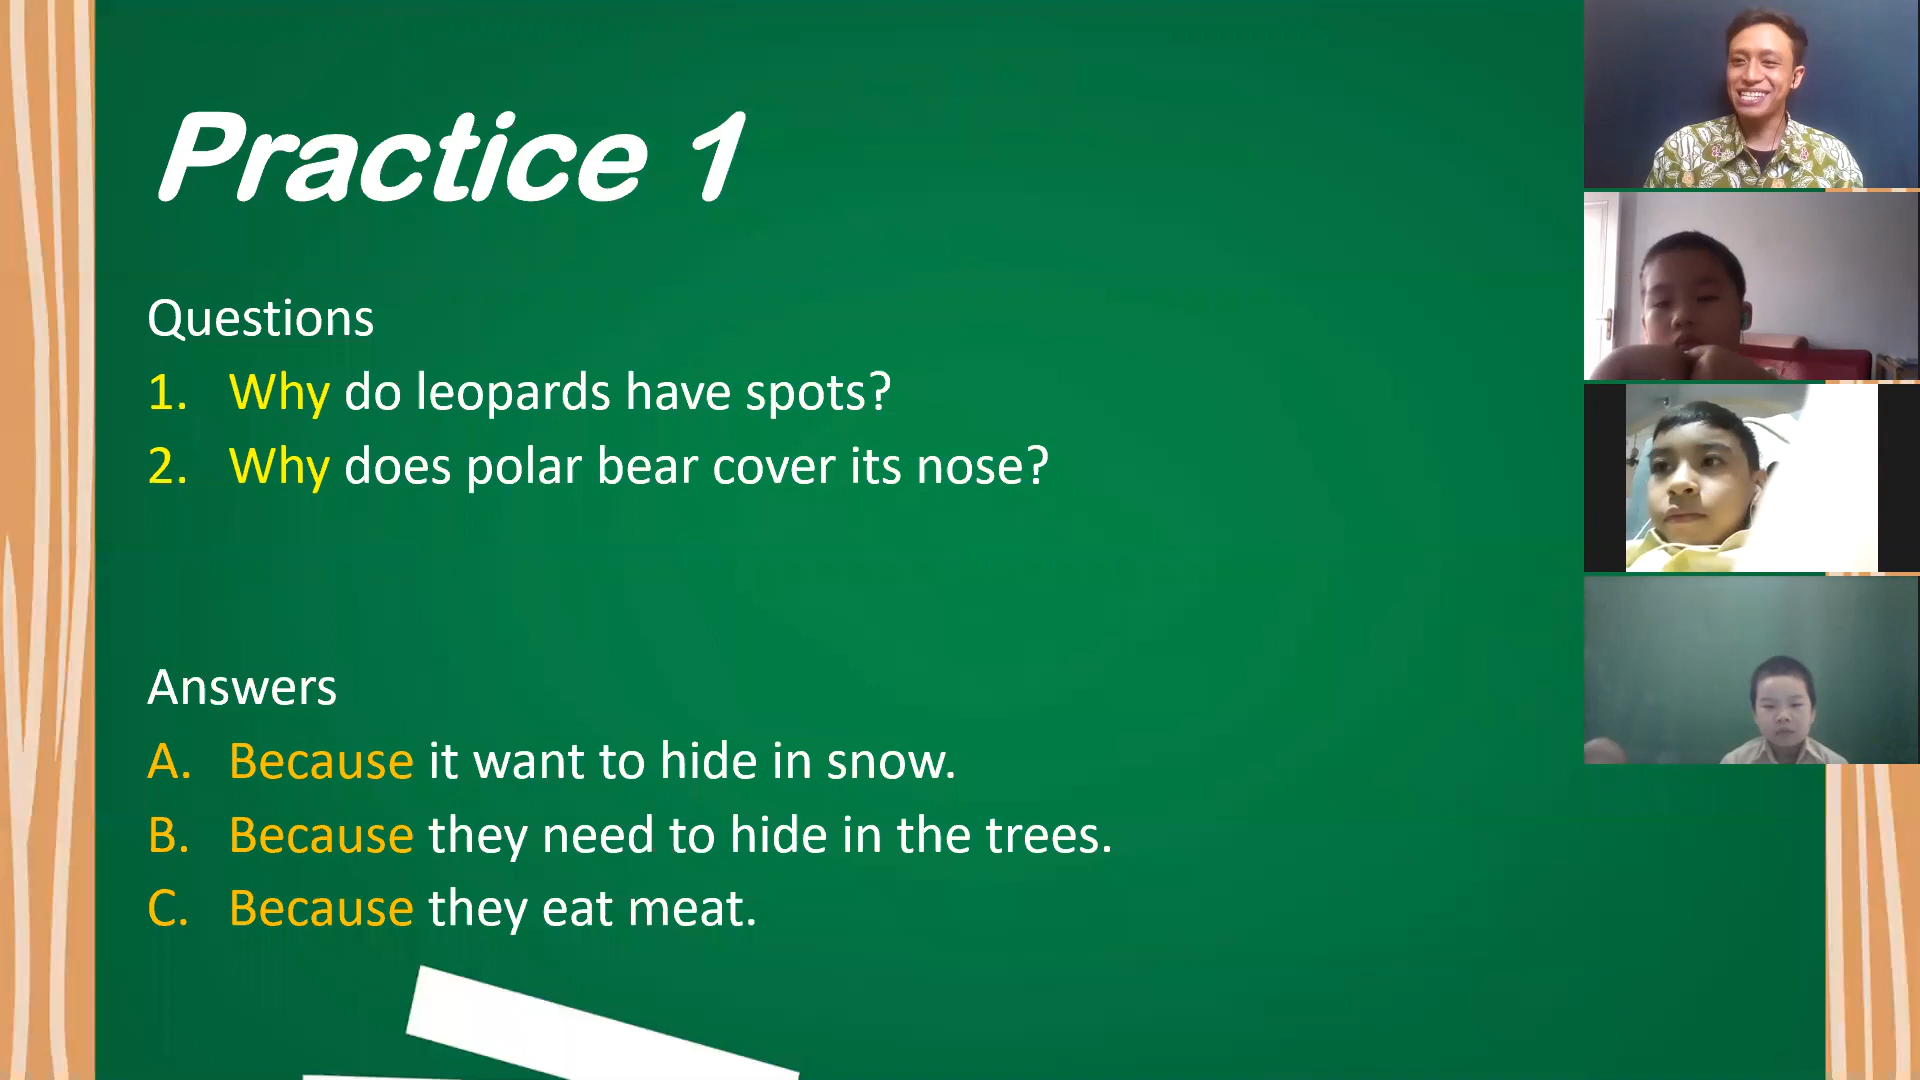 Practice 1
Questions
1. Why do leopards have spots?
2. Why does polar bear cover its nose?
Answers
A. Because it want to hide in snow.
B. Because they need to hide in the trees.
C. Because they eat meat.